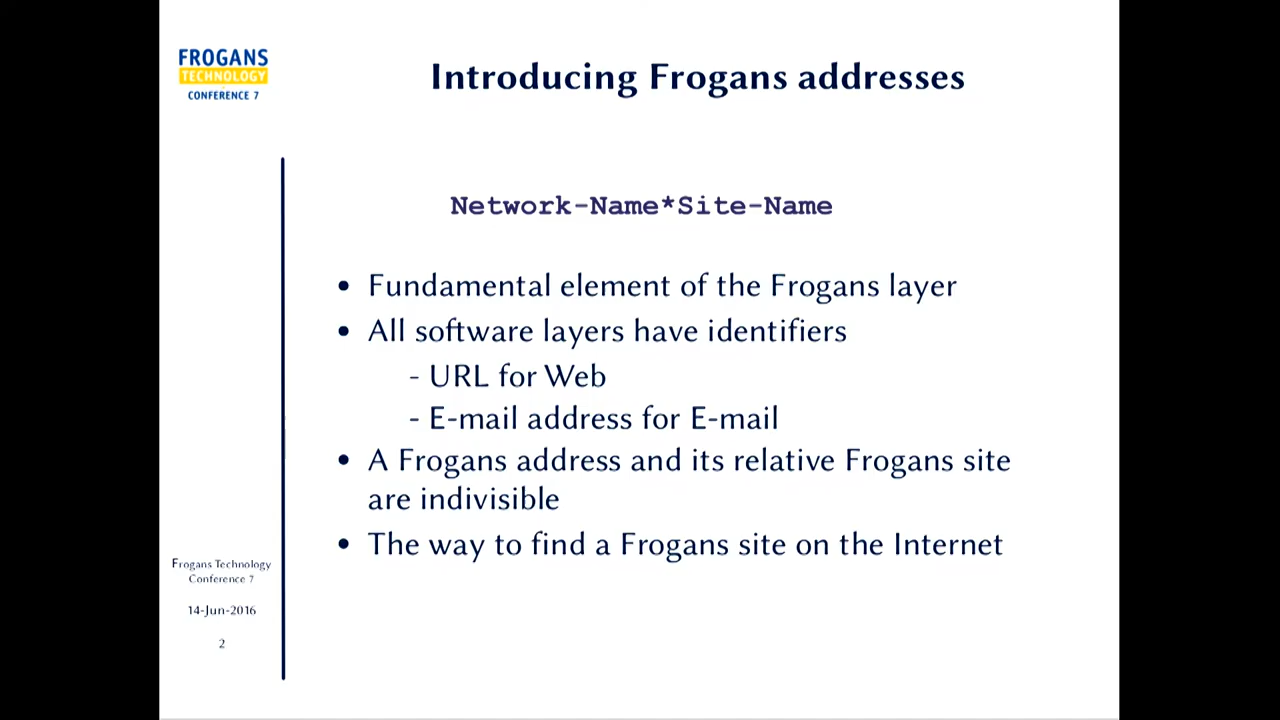 FROGANS
TECHNOLOGY
CONFERENCE 7
Introducing Frogans addresses
Network-Name*Site-Name
• Fundamental element of the Frogans layer
• All software layers have identifiers
- URL for Web
- E-mail address for E-mail
• A Frogans address and its relative Frogans site
are indivisible
• The way to find a Frogans site on the Internet
Frogans Technology
Conference 7
14-Jun-2016
2